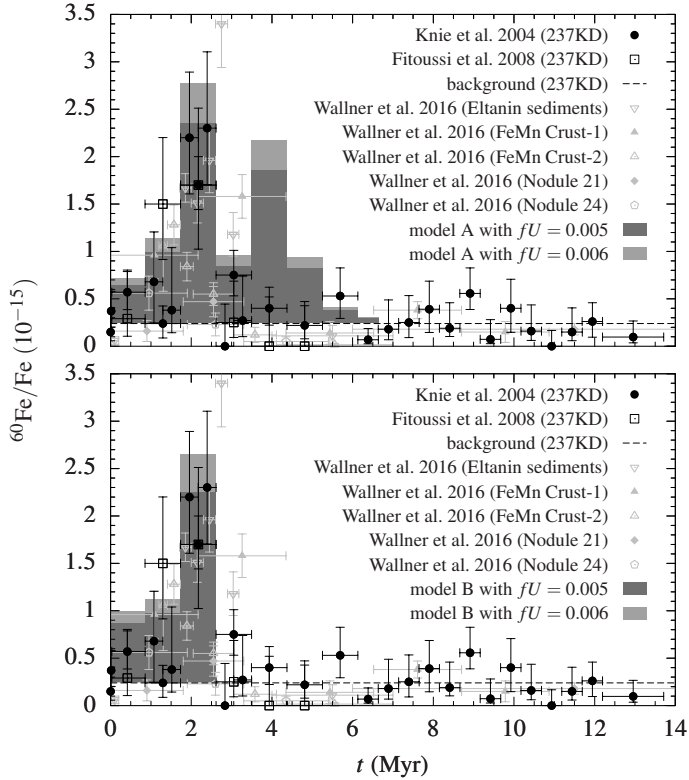 3.5
3
2.5
2
1.5
1
0.5
0
Knie et al. 2004 (237KD)
Fitoussi et al. 2008 (237KD)
background (237KD)
Wallner et al. 2016 (Eltanin sediments)
Wallner et al. 2016 (FeMn Crust-1)
Wallner et al. 2016 (FeMn Crust-2)
Wallner et al. 2016 (Nodule 21)
Wallner et al. 2016 (Nodule 24)
model A with fU = 0.005
model A with fU = 0.006
⁶⁰Fe/Fe (10⁻¹⁵)
3.5
3
2.5
2
1.5
1
0.5
0
Knie et al. 2004 (237KD)
Fitoussi et al. 2008 (237KD)
background (237KD)
Wallner et al. 2016 (Eltanin sediments)
Wallner et al. 2016 (FeMn Crust-1)
Wallner et al. 2016 (FeMn Crust-2)
Wallner et al. 2016 (Nodule 21)
Wallner et al. 2016 (Nodule 24)
model B with fU = 0.005
model B with fU = 0.006
0 2 4 6 8 10 12 14
t (Myr)